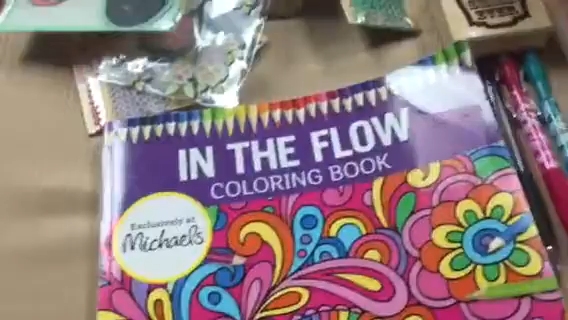 IN THE FLOW
COLORING BOOK
Exclusively at
Michaels